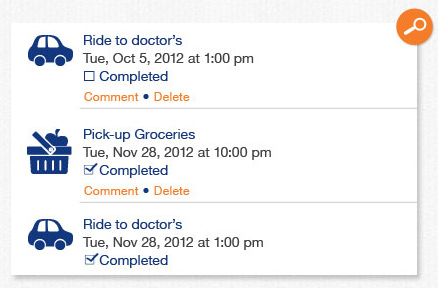 Ride to doctor's
Tue, Oct 5, 2012 at 1:00 pm
Completed
Comment • Delete
Pick-up Groceries
Tue, Nov 28, 2012 at 10:00 pm
Completed
Comment • Delete
Ride to doctor's
Tue, Nov 28, 2012 at 1:00 pm
Completed